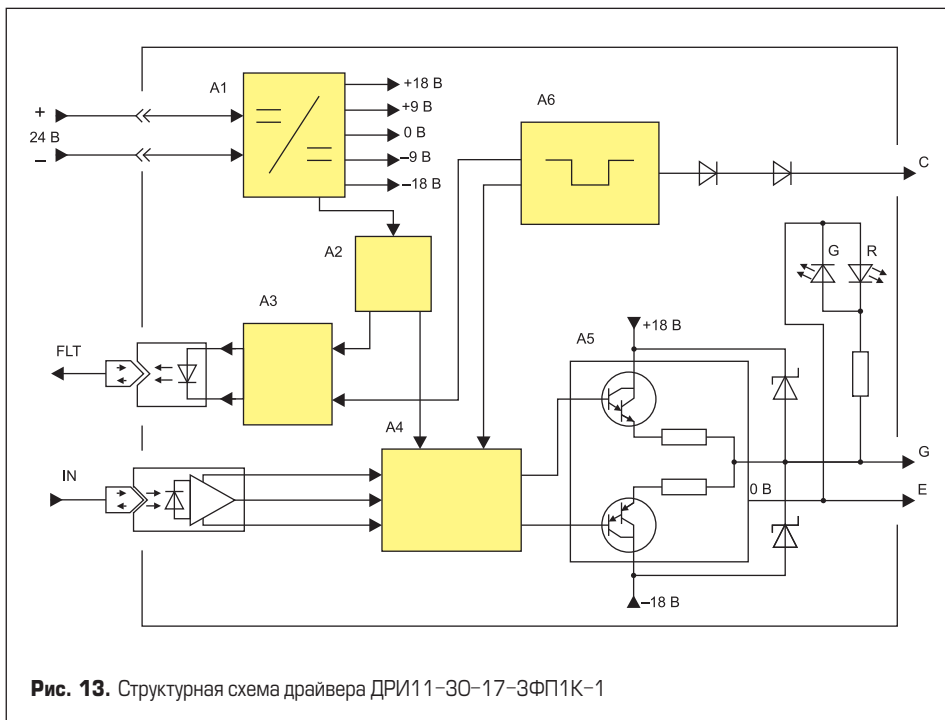 A1
+18 В
+9 В
0 В
–9 В
–18 В
+
24 В
–
A6
C
A2
G
R
A3
+18 В
A5
FLT
A4
G
IN
0 В
E
–18 В
Рис. 13. Структурная схема драйвера ДРИ11-30-17-3ФП1К-1